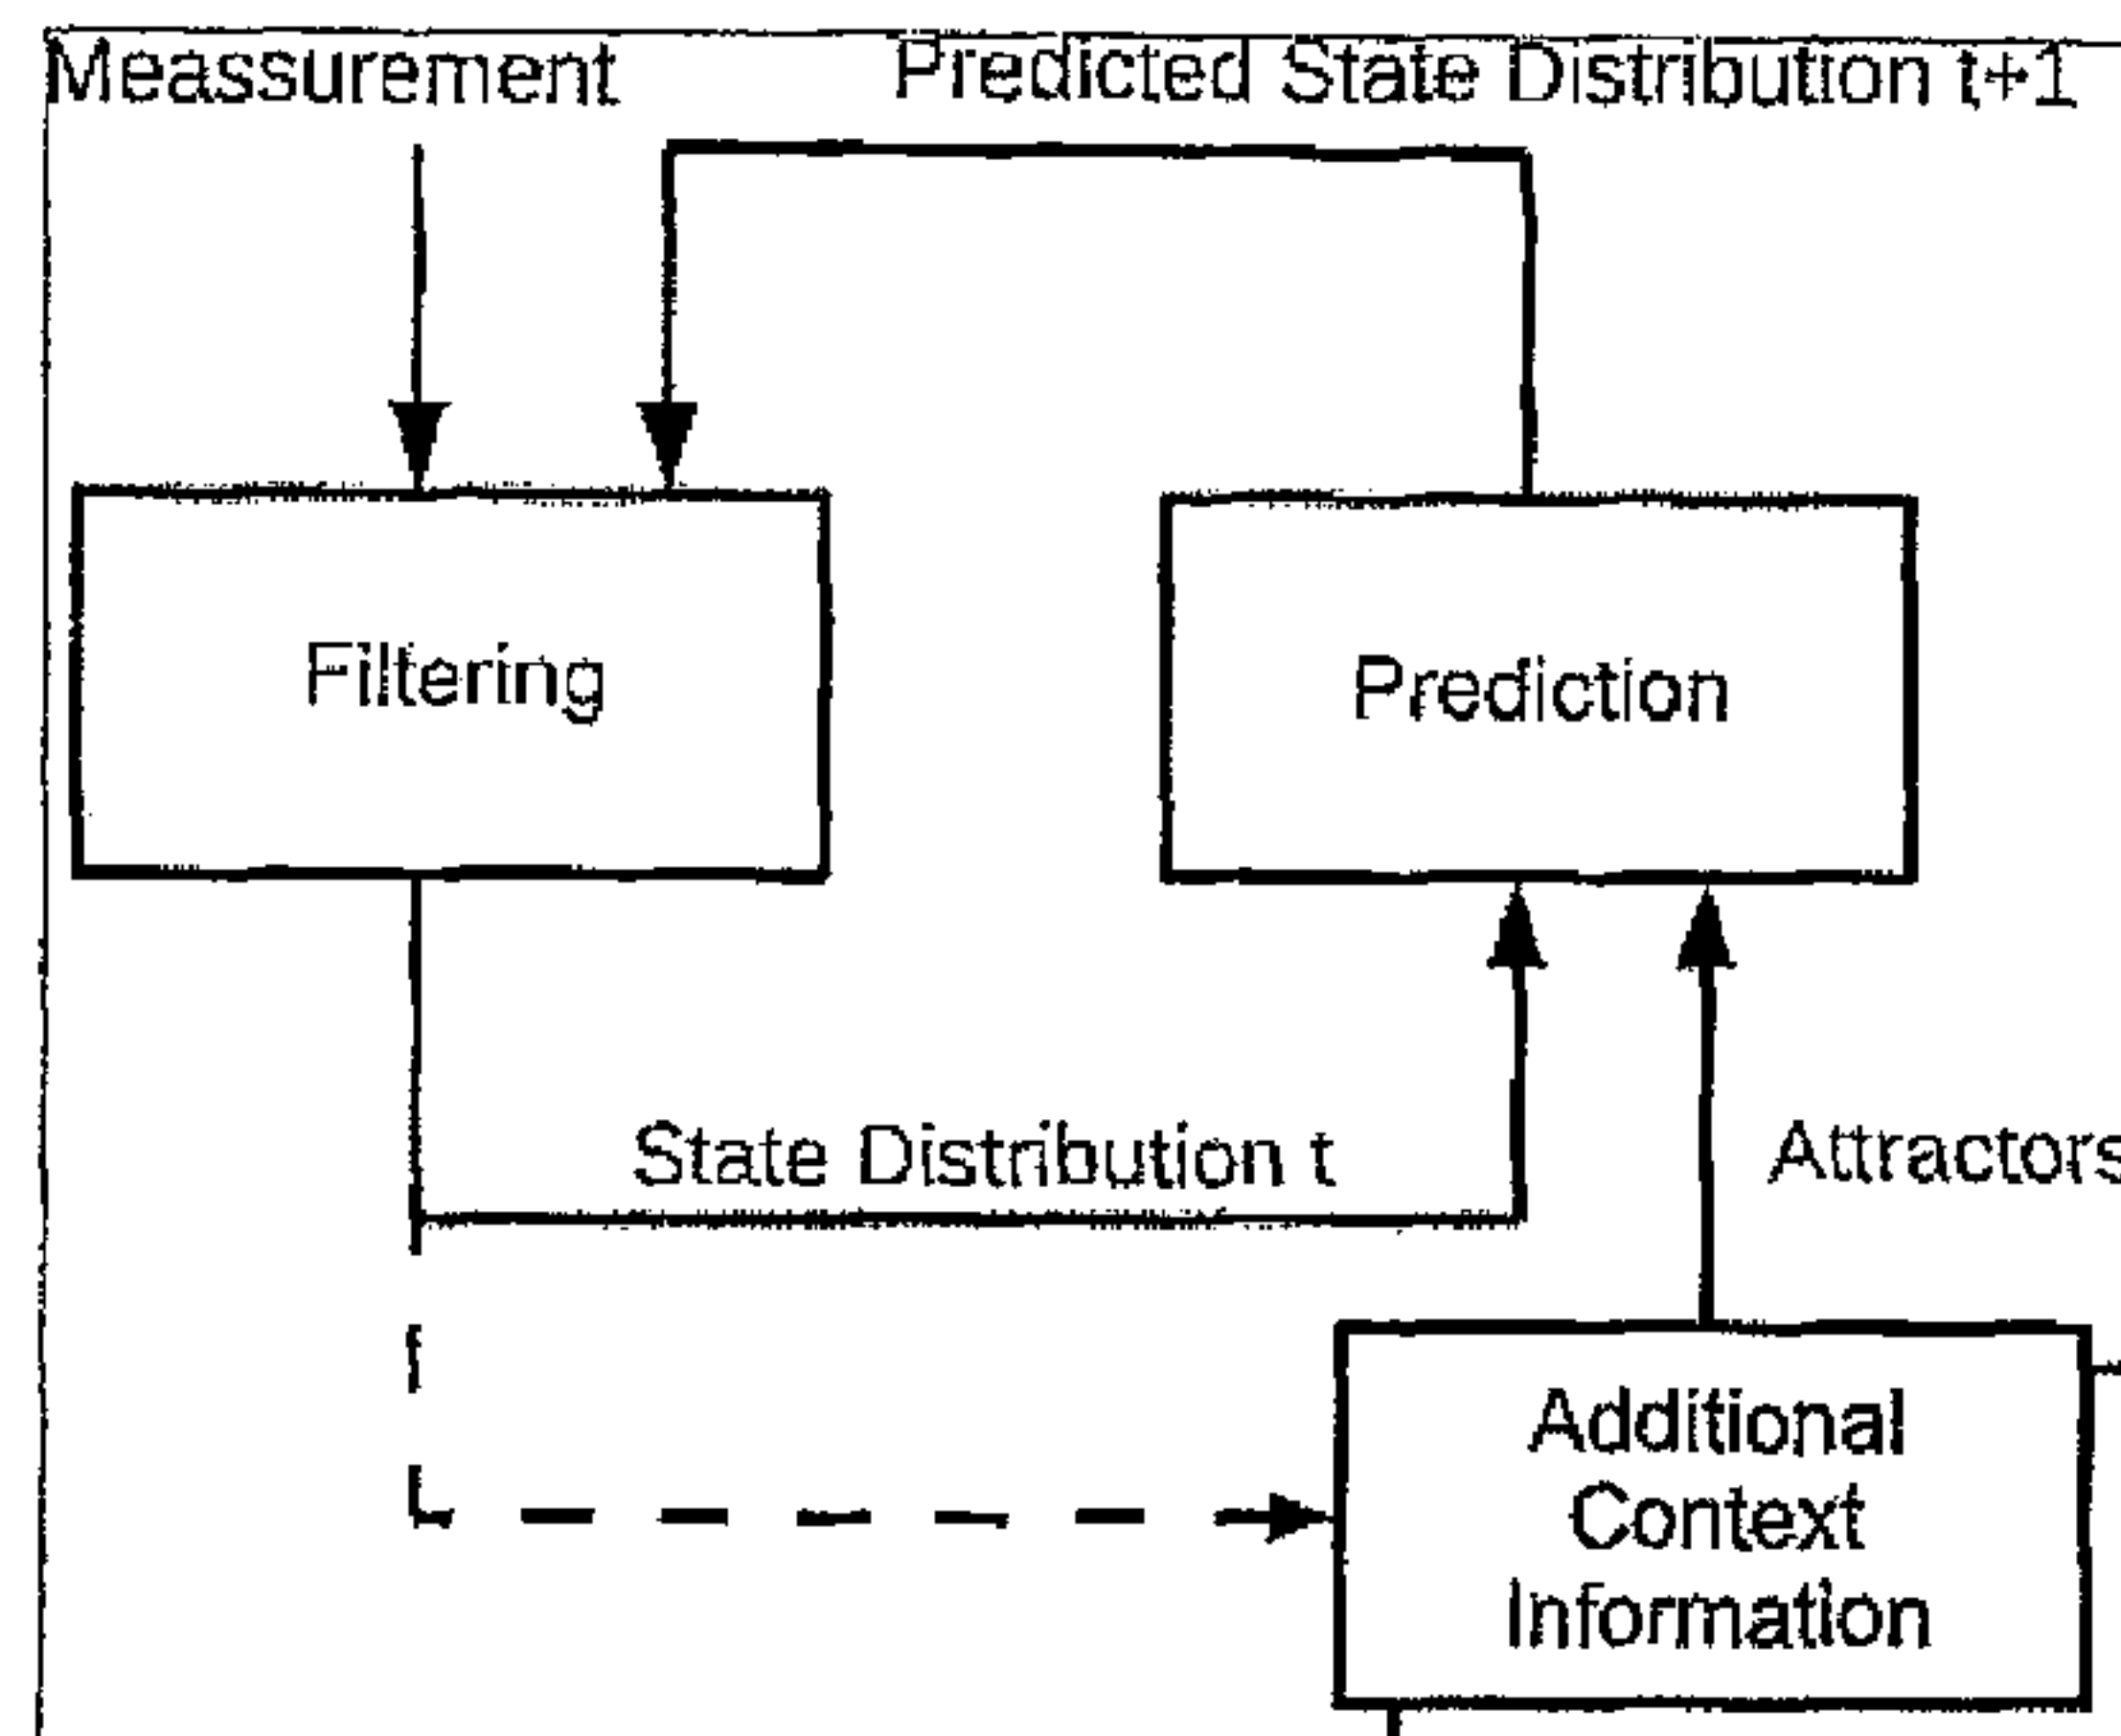 Meassurement
Predicted State Distribution t+1
Filtering
Prediction
State Distribution t
Attractors
Additional
Context
Information